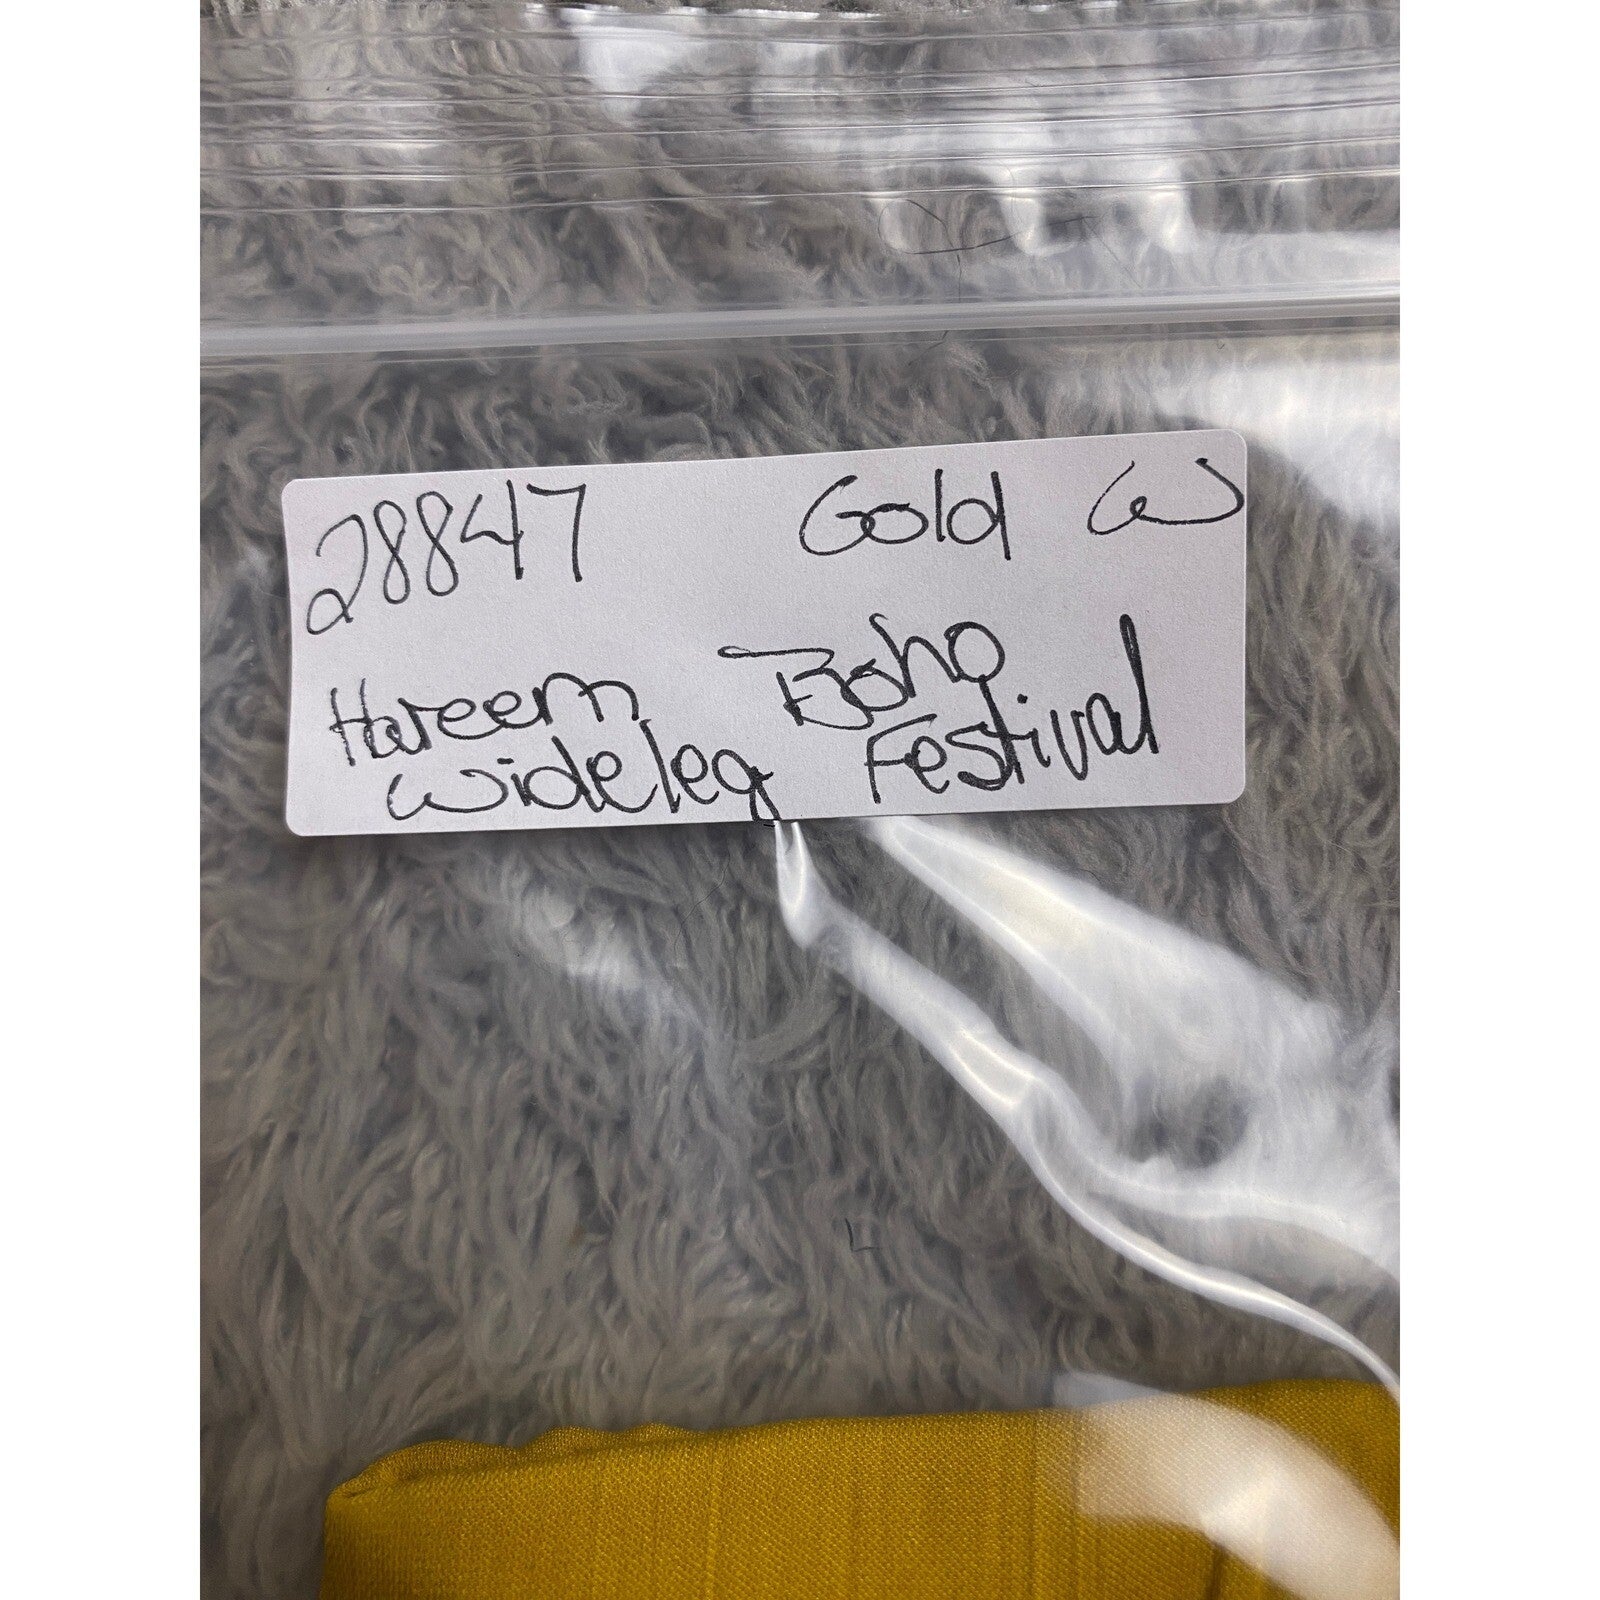 28847 Gold W
Hareem Boho
Wideleg Festival